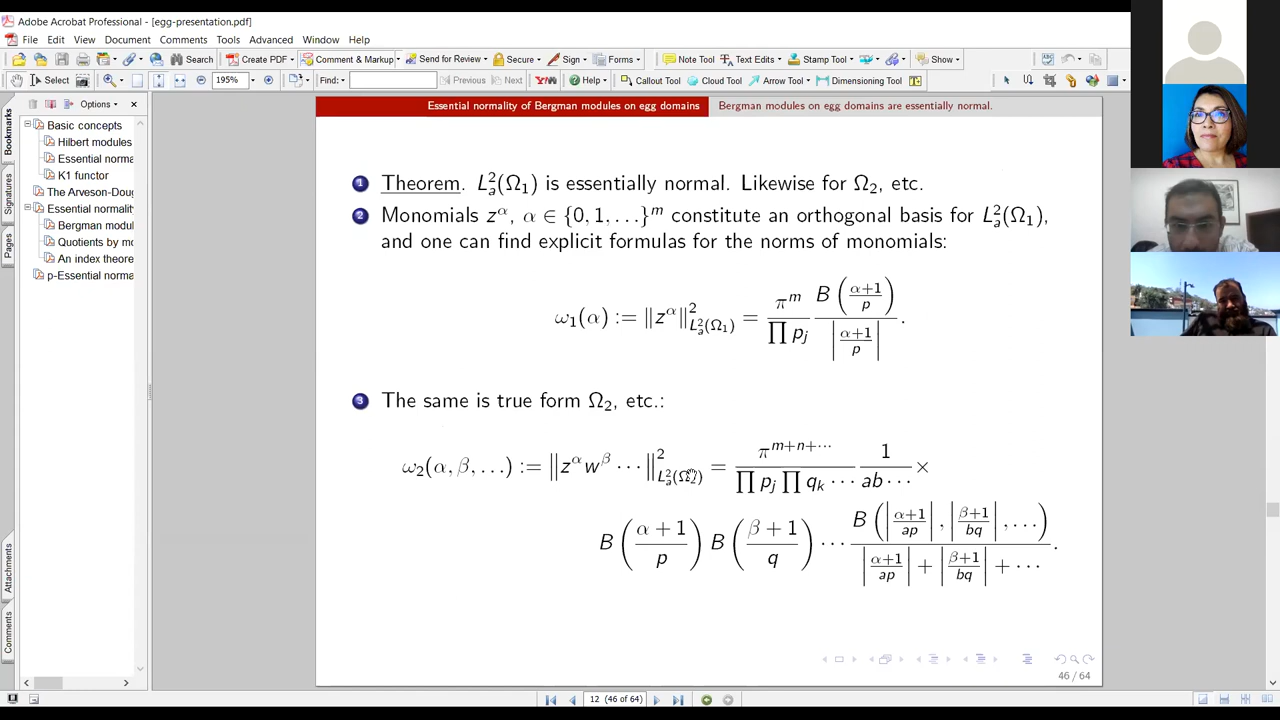 Adobe Acrobat Professional - [egg-presentation.pdf]
File Edit View Document Comments Tools Advanced Window Help
Search Create PDF Comment & Markup Send for Review Secure Sign Forms Note Tool Text Edits Stamp Tool Show
Select 195% Find: Previous Next Help Callout Tool Cloud Tool Arrow Tool Dimensioning Tool
Options
Bookmarks
Signatures
Pages
Attachments
Comments
Basic concepts
Hilbert modules
Essential norma
K1 functor
The Arveson-Doug
Essential normality
Bergman modul
Quotients by mo
An index theore
p-Essential norma
Essential normality of Bergman modules on egg domains Bergman modules on egg domains are essentially normal.
1 Theorem. L²ₐ(Ω₁) is essentially normal. Likewise for Ω₂, etc.
2 Monomials z^α, α ∈ {0, 1, …}^m constitute an orthogonal basis for L²ₐ(Ω₁),
and one can find explicit formulas for the norms of monomials:
ω₁(α) := ‖z^α‖²_{L²ₐ(Ω₁)} = π^m / ∏ p_j · B((α+1)/p) / |(α+1)/p| .
3 The same is true form Ω₂, etc.:
ω₂(α, β, …) := ‖z^α w^β ⋯‖²_{L²ₐ(Ω₂)} = π^{m+n+⋯} / (∏ p_j ∏ q_k ⋯) · 1 / (ab⋯) ×
B((α + 1)/p) B((β + 1)/q) ⋯ B(|(α+1)/(ap)|, |(β+1)/(bq)|, …) / (|(α+1)/(ap)| + |(β+1)/(bq)| + ⋯) .
46 / 64
12 (46 of 64)